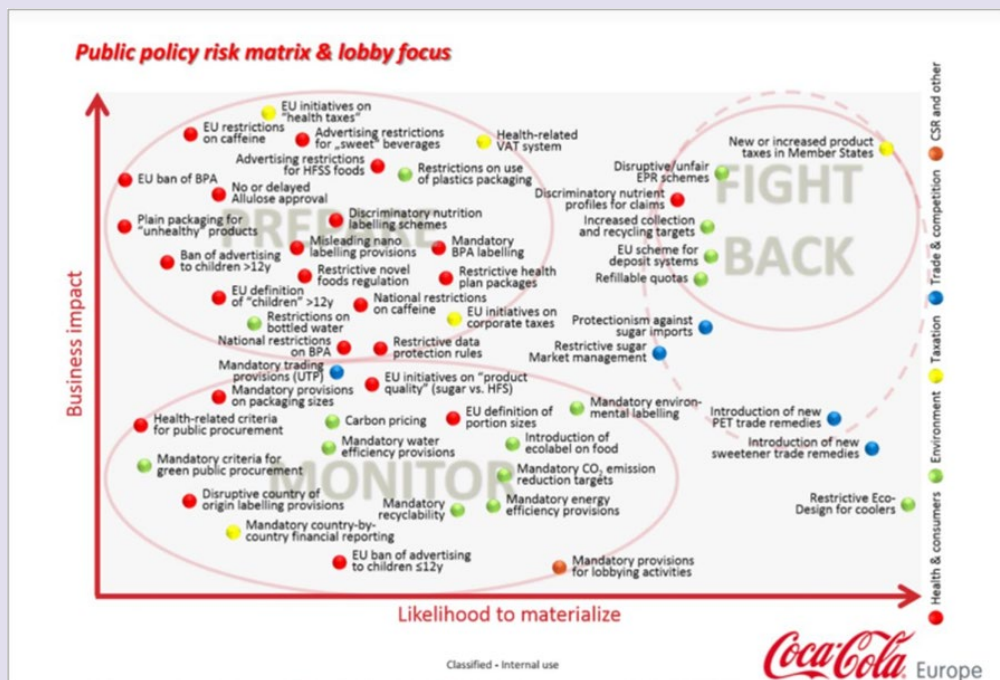 Public policy risk matrix & lobby focus
EU initiatives on
"health taxes"
EU restrictions
on caffeine
Advertising restrictions
for „sweet" beverages
Health-related
VAT system
New or increased product
taxes in Member States
Advertising restrictions
for HFSS foods
Restrictions on use
of plastics packaging
Disruptive/unfair
EPR schemes
FIGHT
BACK
EU ban of BPA
No or delayed
Allulose approval
Discriminatory nutrient
profiles for claims
PREPARE
Plain packaging for
"unhealthy" products
Discriminatory nutrition
labelling schemes
Increased collection
and recycling targets
Misleading nano
labelling provisions
Mandatory
BPA labelling
EU scheme for
deposit systems
Ban of advertising
to children >12y
Restrictive novel
foods regulation
Restrictive health
plan packages
Refillable quotas
EU definition
of "children" >12y
National restrictions
on caffeine
Restrictions on
bottled water
EU initiatives on
corporate taxes
Protectionism against
sugar imports
National restrictions
on BPA
Restrictive data
protection rules
Restrictive sugar
Market management
Mandatory trading
provisions (UTP)
EU initiatives on "product
quality" (sugar vs. HFS)
Mandatory provisions
on packaging sizes
Mandatory environ-
mental labelling
Health-related criteria
for public procurement
Carbon pricing
EU definition of
portion sizes
Introduction of new
PET trade remedies
Mandatory water
efficiency provisions
Introduction of
ecolabel on food
Introduction of new
sweetener trade remedies
Mandatory criteria for
green public procurement
MONITOR
Mandatory CO₂ emission
reduction targets
Disruptive country of
origin labelling provisions
Mandatory
recyclability
Mandatory energy
efficiency provisions
Restrictive Eco-
Design for coolers
Mandatory country-by-
country financial reporting
EU ban of advertising
to children ≤12y
Mandatory provisions
for lobbying activities
Business impact
Likelihood to materialize
Health & consumers
Environment
Taxation
Trade & competition
CSR and other
Classified - Internal use
Coca-Cola Europe